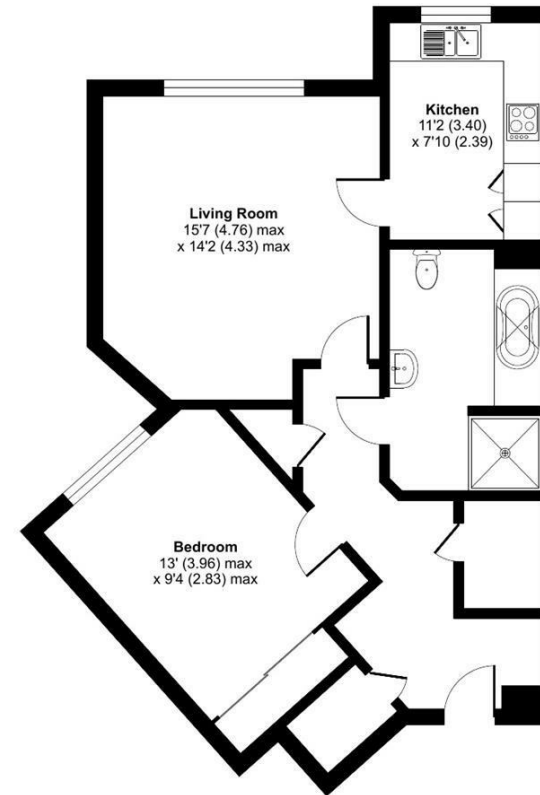 Kitchen
11'2 (3.40)
x 7'10 (2.39)
Living Room
15'7 (4.76) max
x 14'2 (4.33) max
Bedroom
13' (3.96) max
x 9'4 (2.83) max